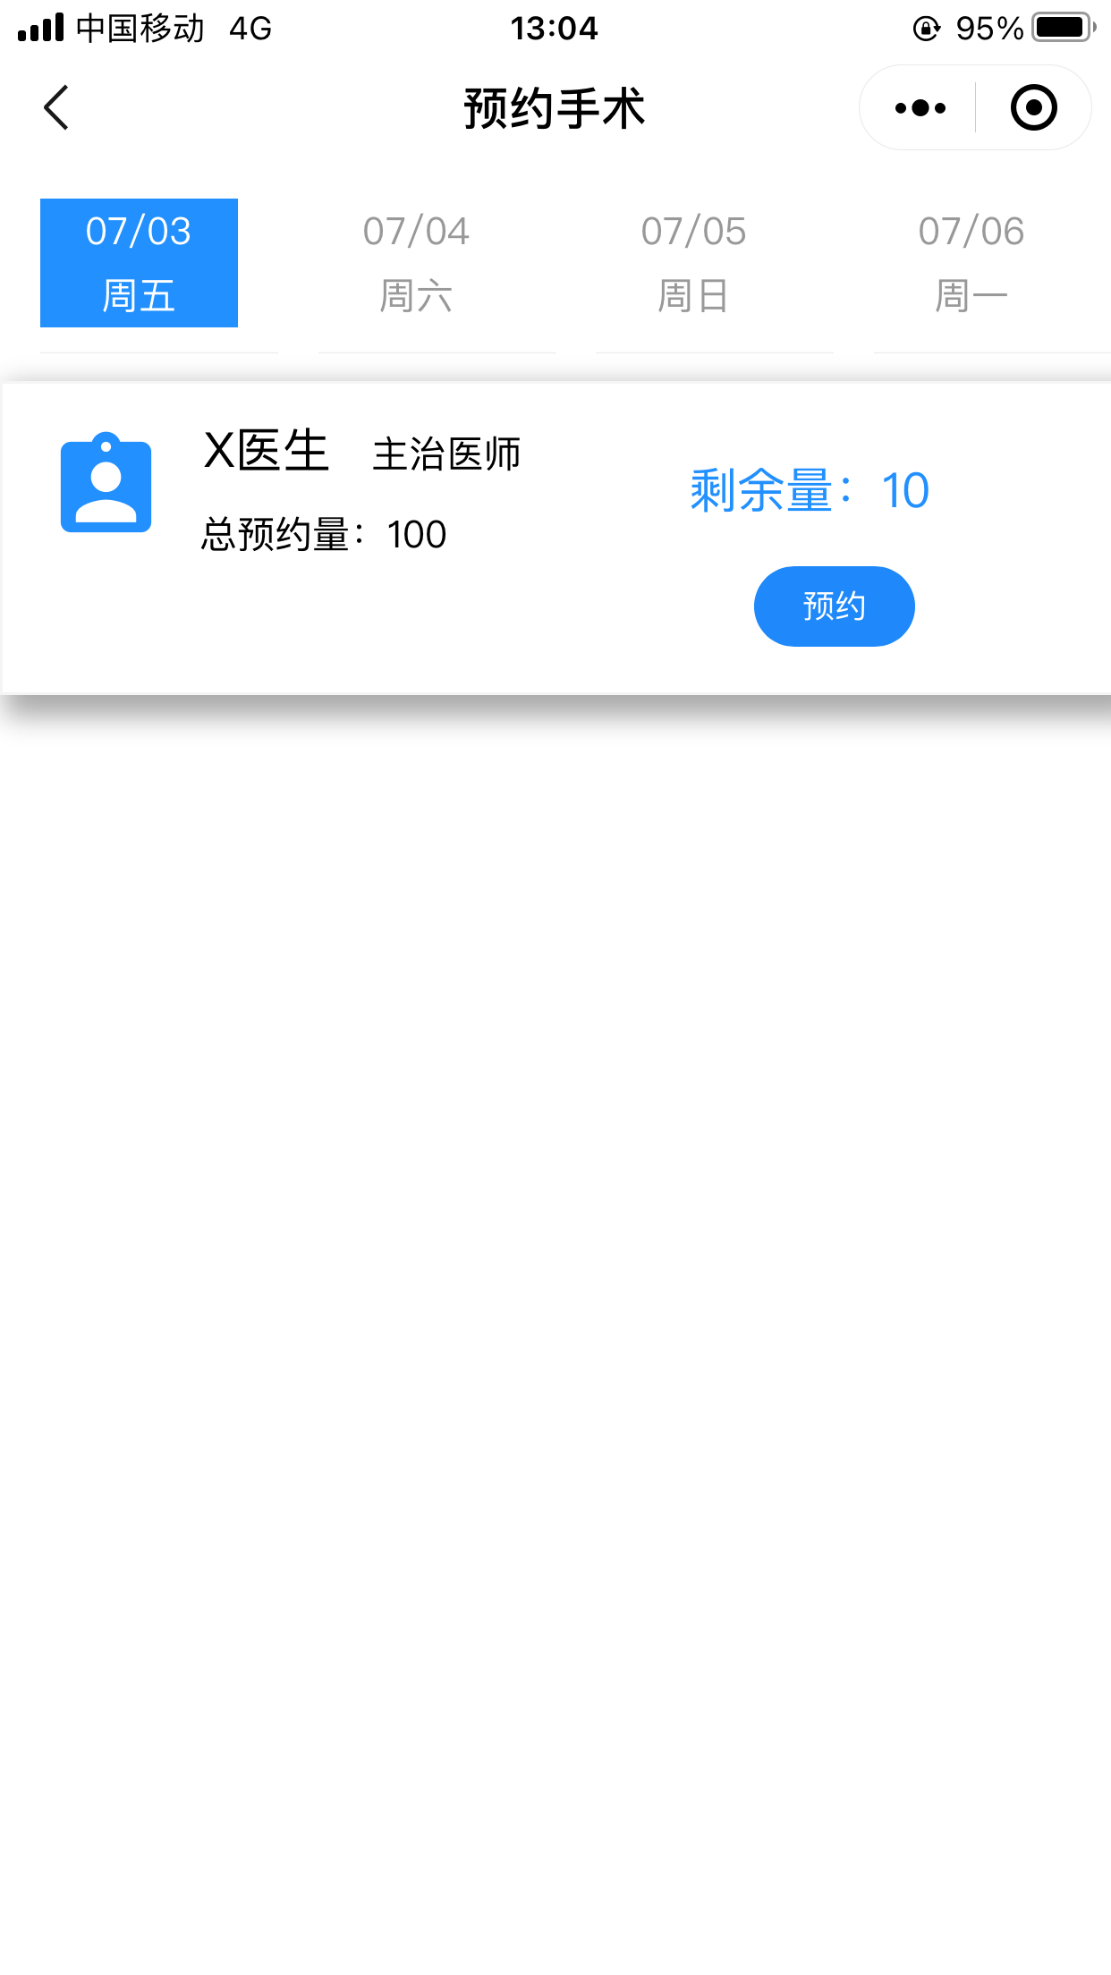 中国移动 4G 13:04 95%
预约手术
07/03 07/04 07/05 07/06
周五 周六 周日 周一
X医生 主治医师
剩余量：10
总预约量：100
预约